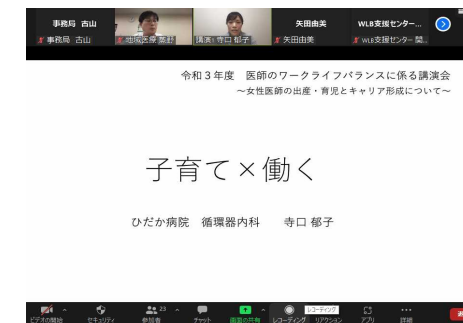 事務局 古山
矢田由美
WLB支援センター...
事務局 古山
地域医療 蒸野
講演: 寺口 郁子
矢田由美
WLB支援センター 関...
令和3年度 医師のワークライフバランスに係る講演会
～女性医師の出産・育児とキャリア形成について～
子育て×働く
ひだか病院 循環器内科 寺口 郁子
ビデオの開始
セキュリティ
23
参加者
チャット
画面の共有
レコーディング
レコーディング
リアクション
アプリ
詳細